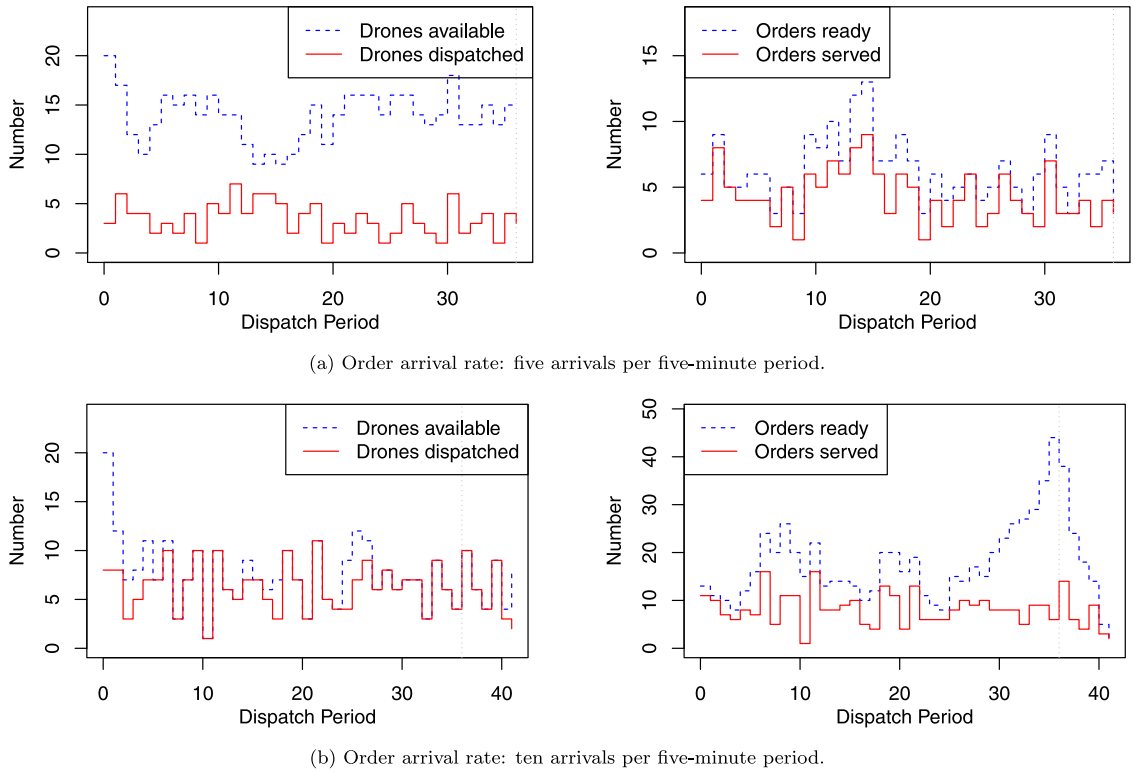 Drones available
Drones dispatched
Number
0 5 10 15 20
0 10 20 30
Dispatch Period
Orders ready
Orders served
Number
0 5 10 15
0 10 20 30
Dispatch Period
(a) Order arrival rate: five arrivals per five-minute period.
Drones available
Drones dispatched
Number
0 5 10 15 20
0 10 20 30 40
Dispatch Period
Orders ready
Orders served
Number
0 10 20 30 40 50
0 10 20 30 40
Dispatch Period
(b) Order arrival rate: ten arrivals per five-minute period.